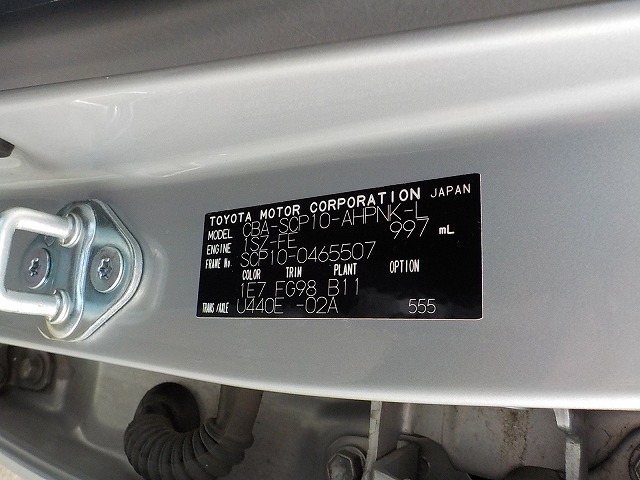 TOYOTA MOTOR CORPORATION JAPAN
MODEL CBA-SCP10-AHPNK-L
ENGINE 1SZ-FE 997 mL
FRAME No. SCP10-0465507
COLOR TRIM PLANT OPTION
1E7 FG98 B11
TRANS/AXLE U440E -02A 555